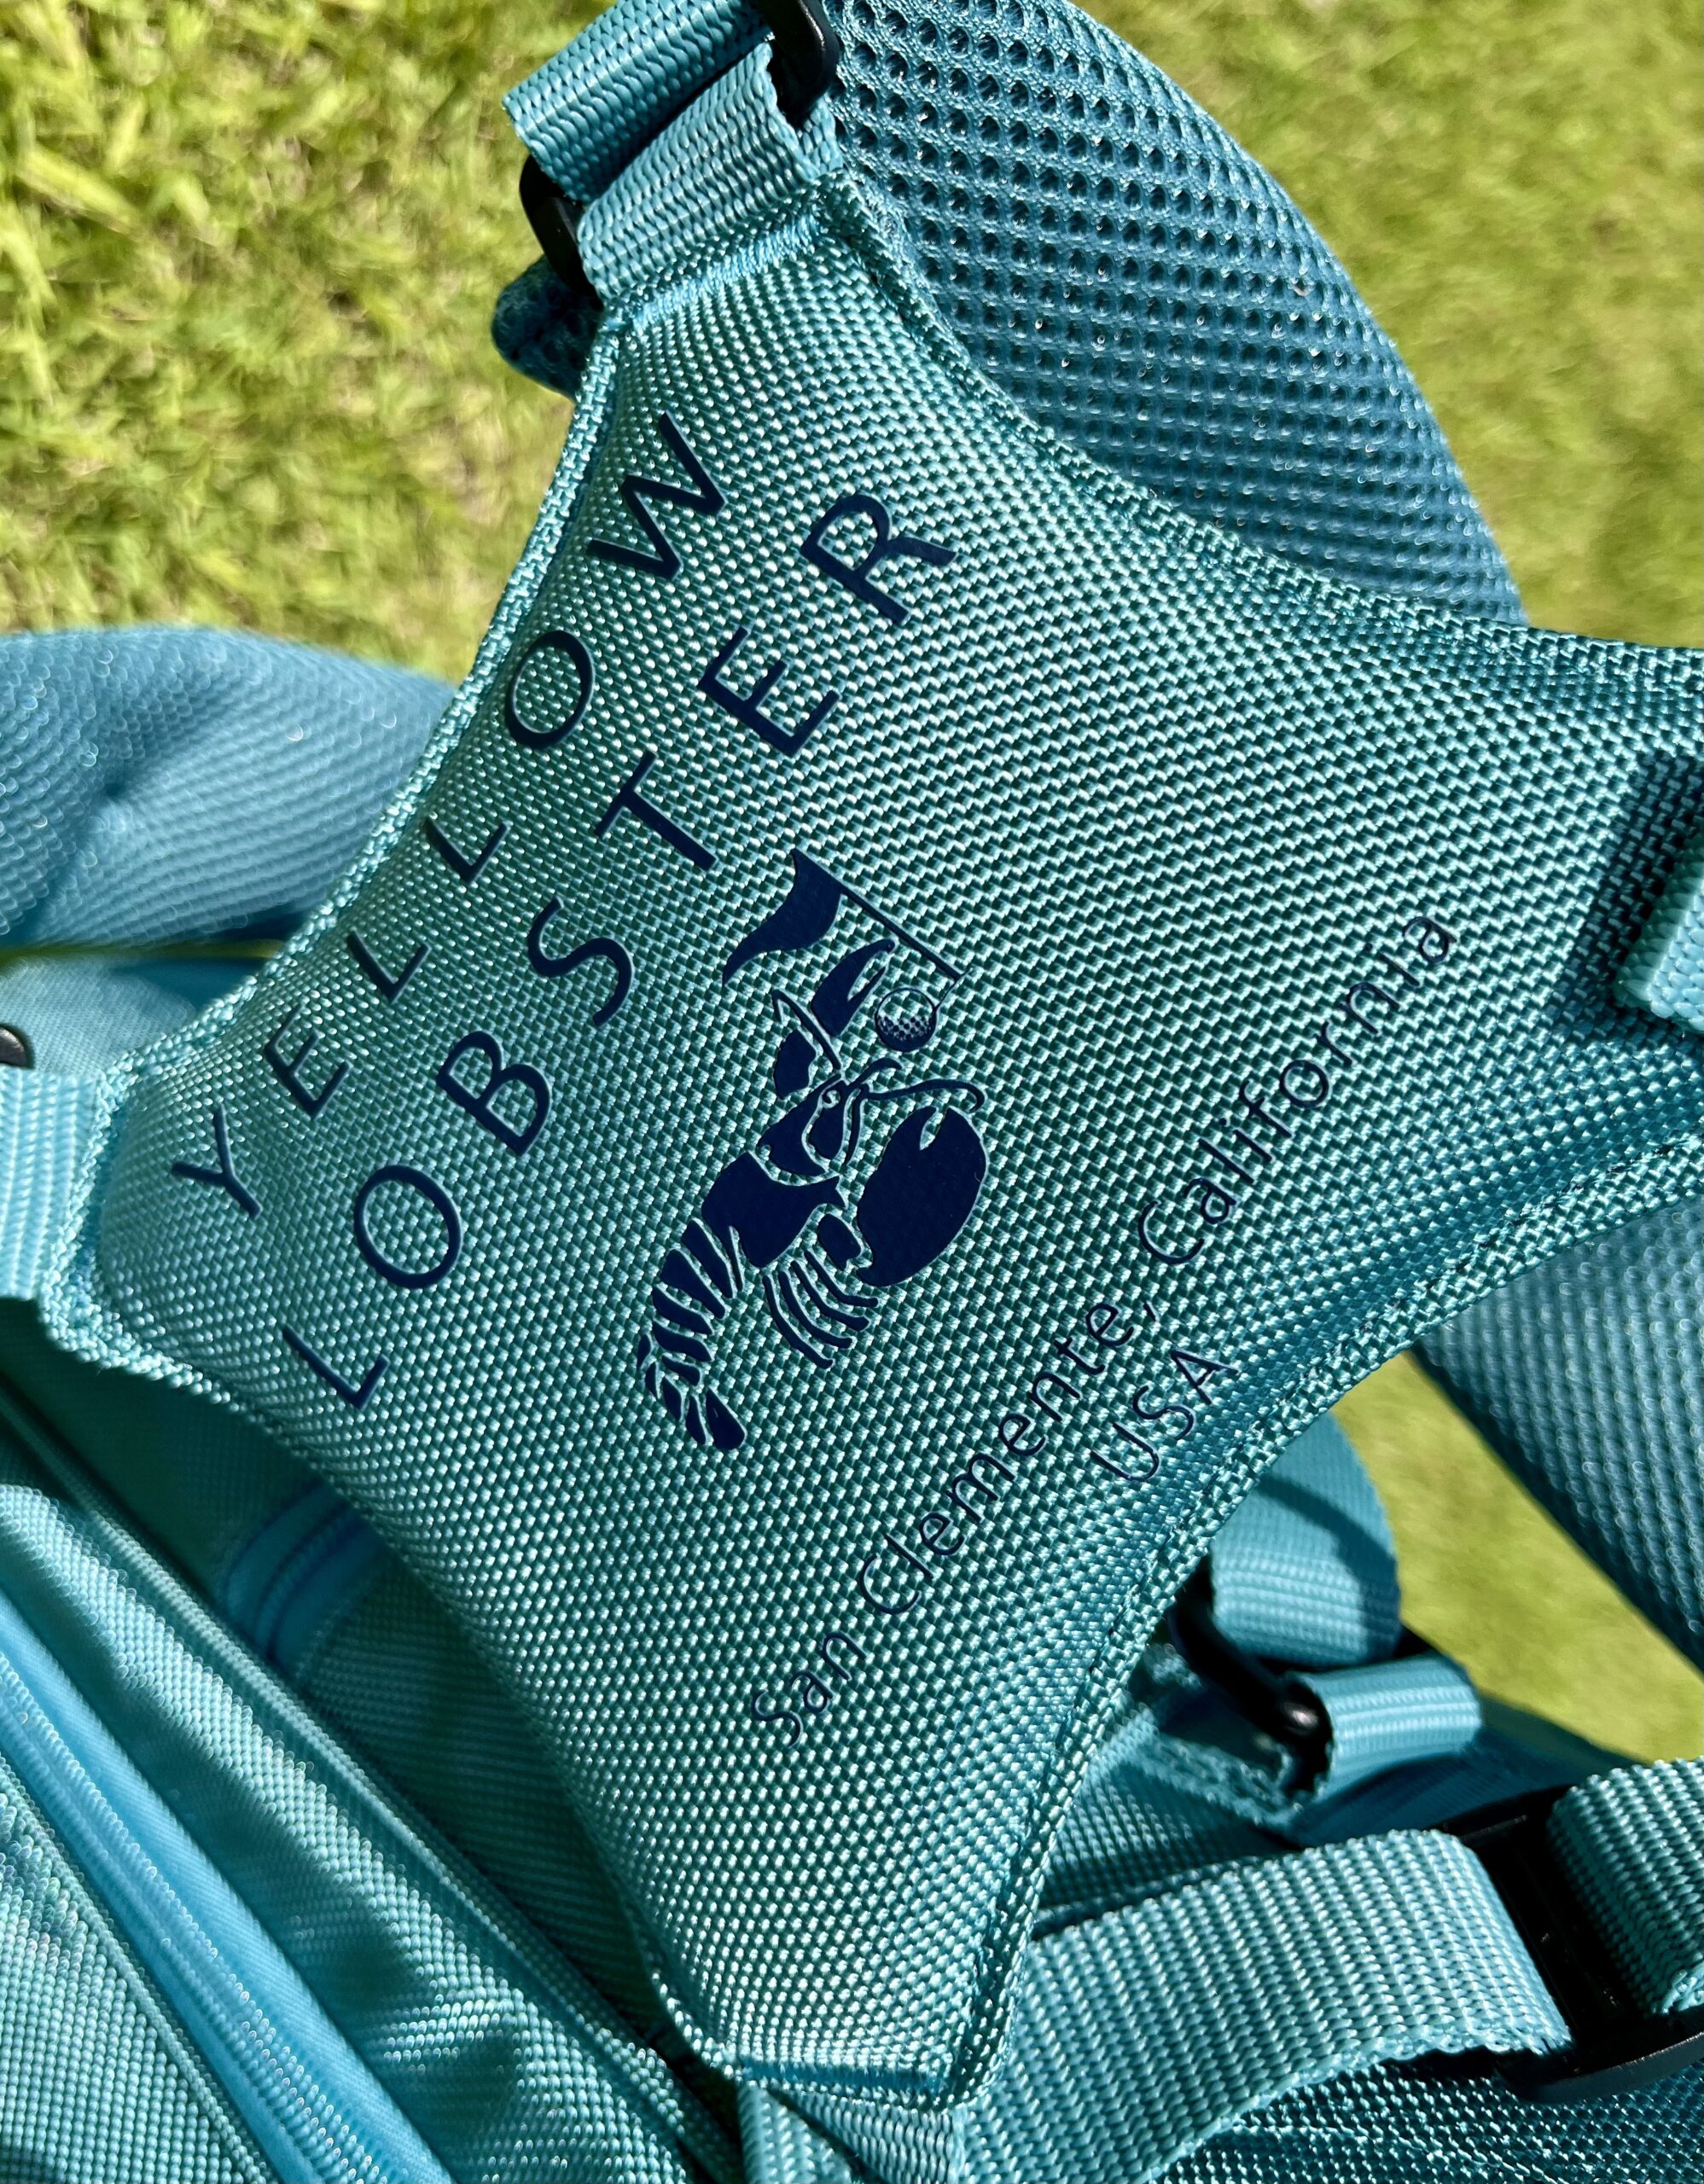 YELLOW
LOBSTER
San Clemente, California
USA